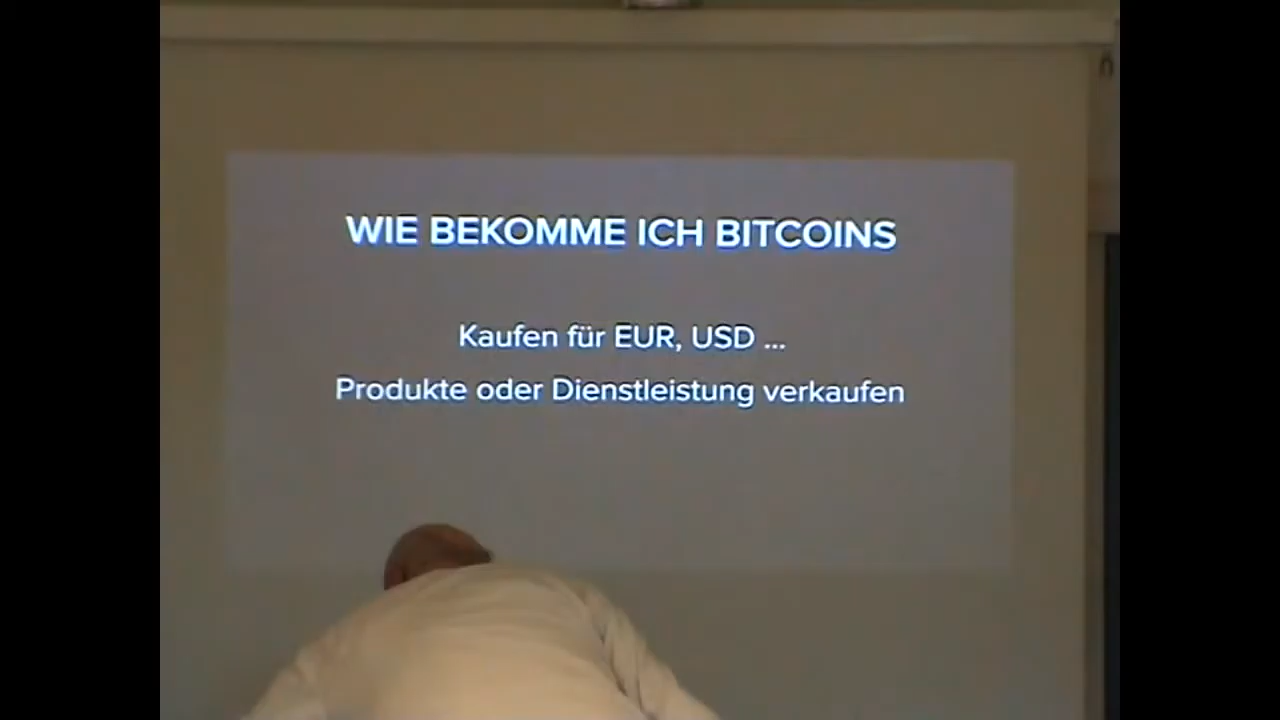 WIE BEKOMME ICH BITCOINS
Kaufen für EUR, USD ...
Produkte oder Dienstleistung verkaufen